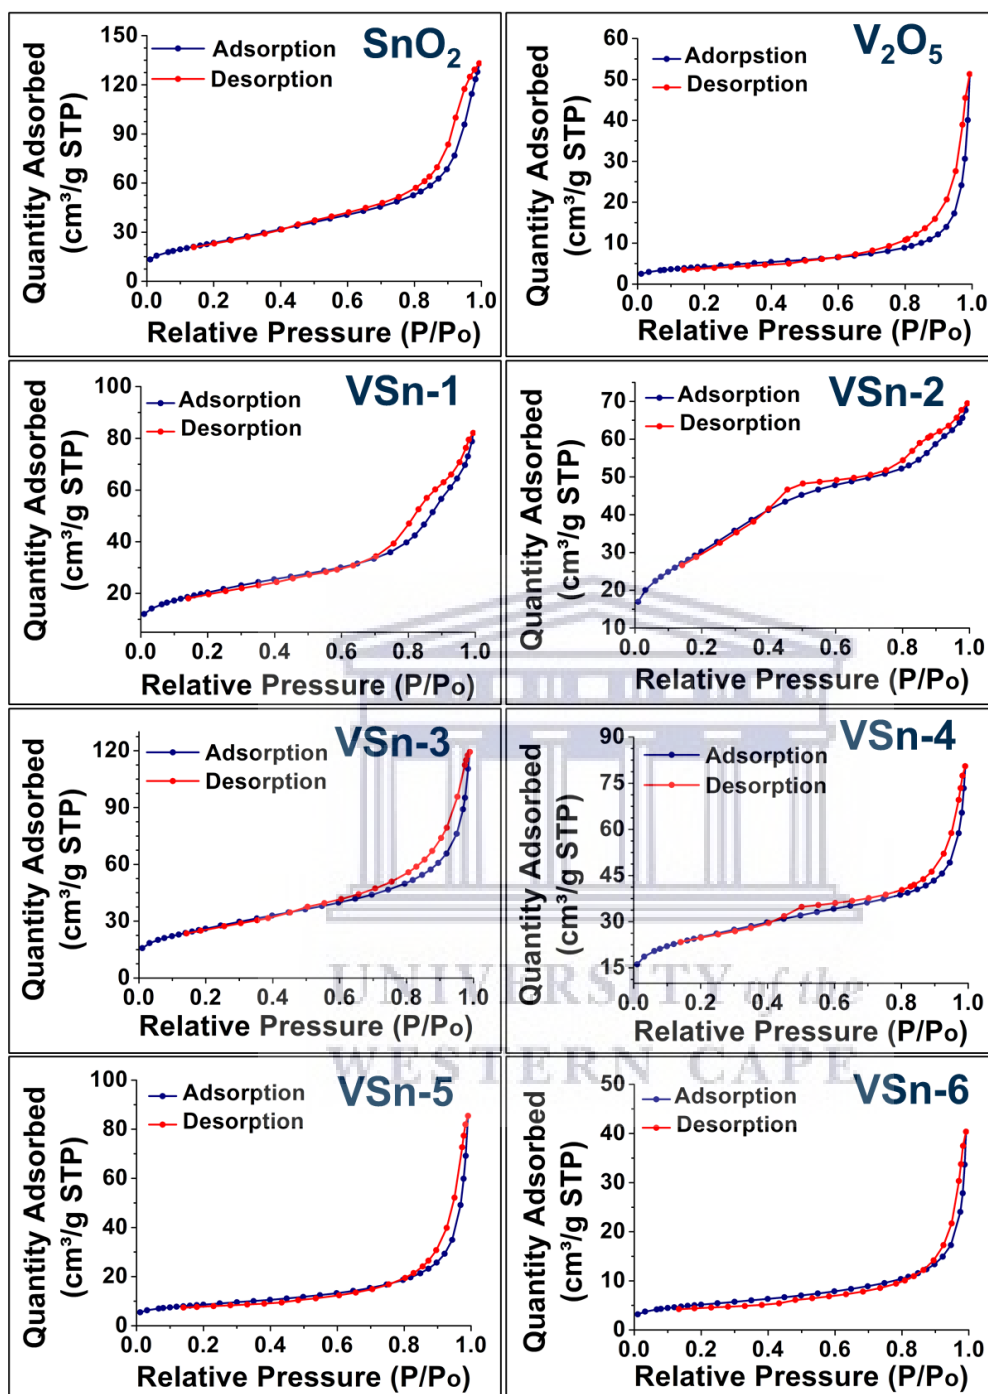 SnO₂
Adsorption
Desorption
150
120
90
60
30
0
0.0 0.2 0.4 0.6 0.8 1.0
Quantity Adsorbed
(cm³/g STP)
Relative Pressure (P/Po)
V₂O₅
Adorpstion
Desorption
60
50
40
30
20
10
0
0.0 0.2 0.4 0.6 0.8 1.0
Quantity Adsorbed
(cm³/g STP)
Relative Pressure (P/Po)
VSn-1
Adsorption
Desorption
100
80
60
40
20
0.0 0.2 0.4 0.6 0.8 1.0
Quantity Adsorbed
(cm³/g STP)
Relative Pressure (P/Po)
VSn-2
Adsorption
Desorption
70
60
50
40
30
20
10
0.0 0.2 0.4 0.6 0.8 1.0
Quantity Adsorbed
(cm³/g STP)
Relative Pressure (P/Po)
VSn-3
Adsorption
Desorption
120
90
60
30
0
0.0 0.2 0.4 0.6 0.8 1.0
Quantity Adsorbed
(cm³/g STP)
Relative Pressure (P/Po)
VSn-4
Adsorption
Desorption
90
75
60
45
30
15
0.0 0.2 0.4 0.6 0.8 1.0
Quantity Adsorbed
(cm³/g STP)
Relative Pressure (P/Po)
UNIVERSITY of the
WESTERN CAPE
VSn-5
Adsorption
Desorption
100
80
60
40
20
0
0.0 0.2 0.4 0.6 0.8 1.0
Quantity Adsorbed
(cm³/g STP)
Relative Pressure (P/Po)
VSn-6
Adsorption
Desorption
50
40
30
20
10
0
0.0 0.2 0.4 0.6 0.8 1.0
Quantity Adsorbed
(cm³/g STP)
Relative Pressure (P/Po)